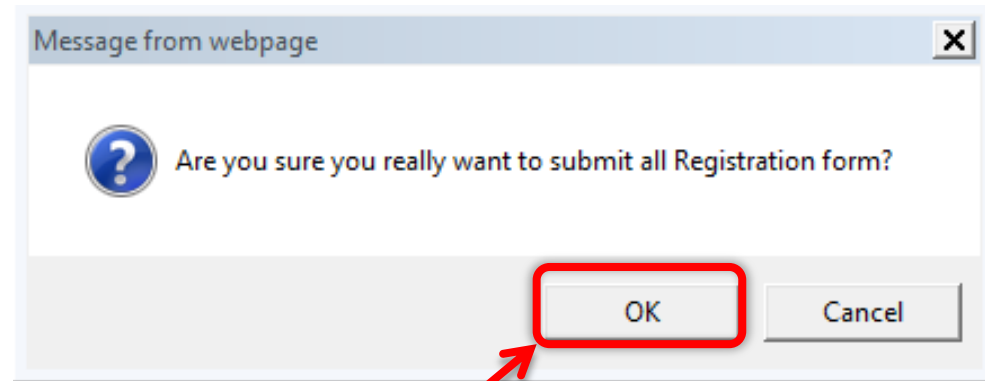 Message from webpage
Are you sure you really want to submit all Registration form?
OK
Cancel